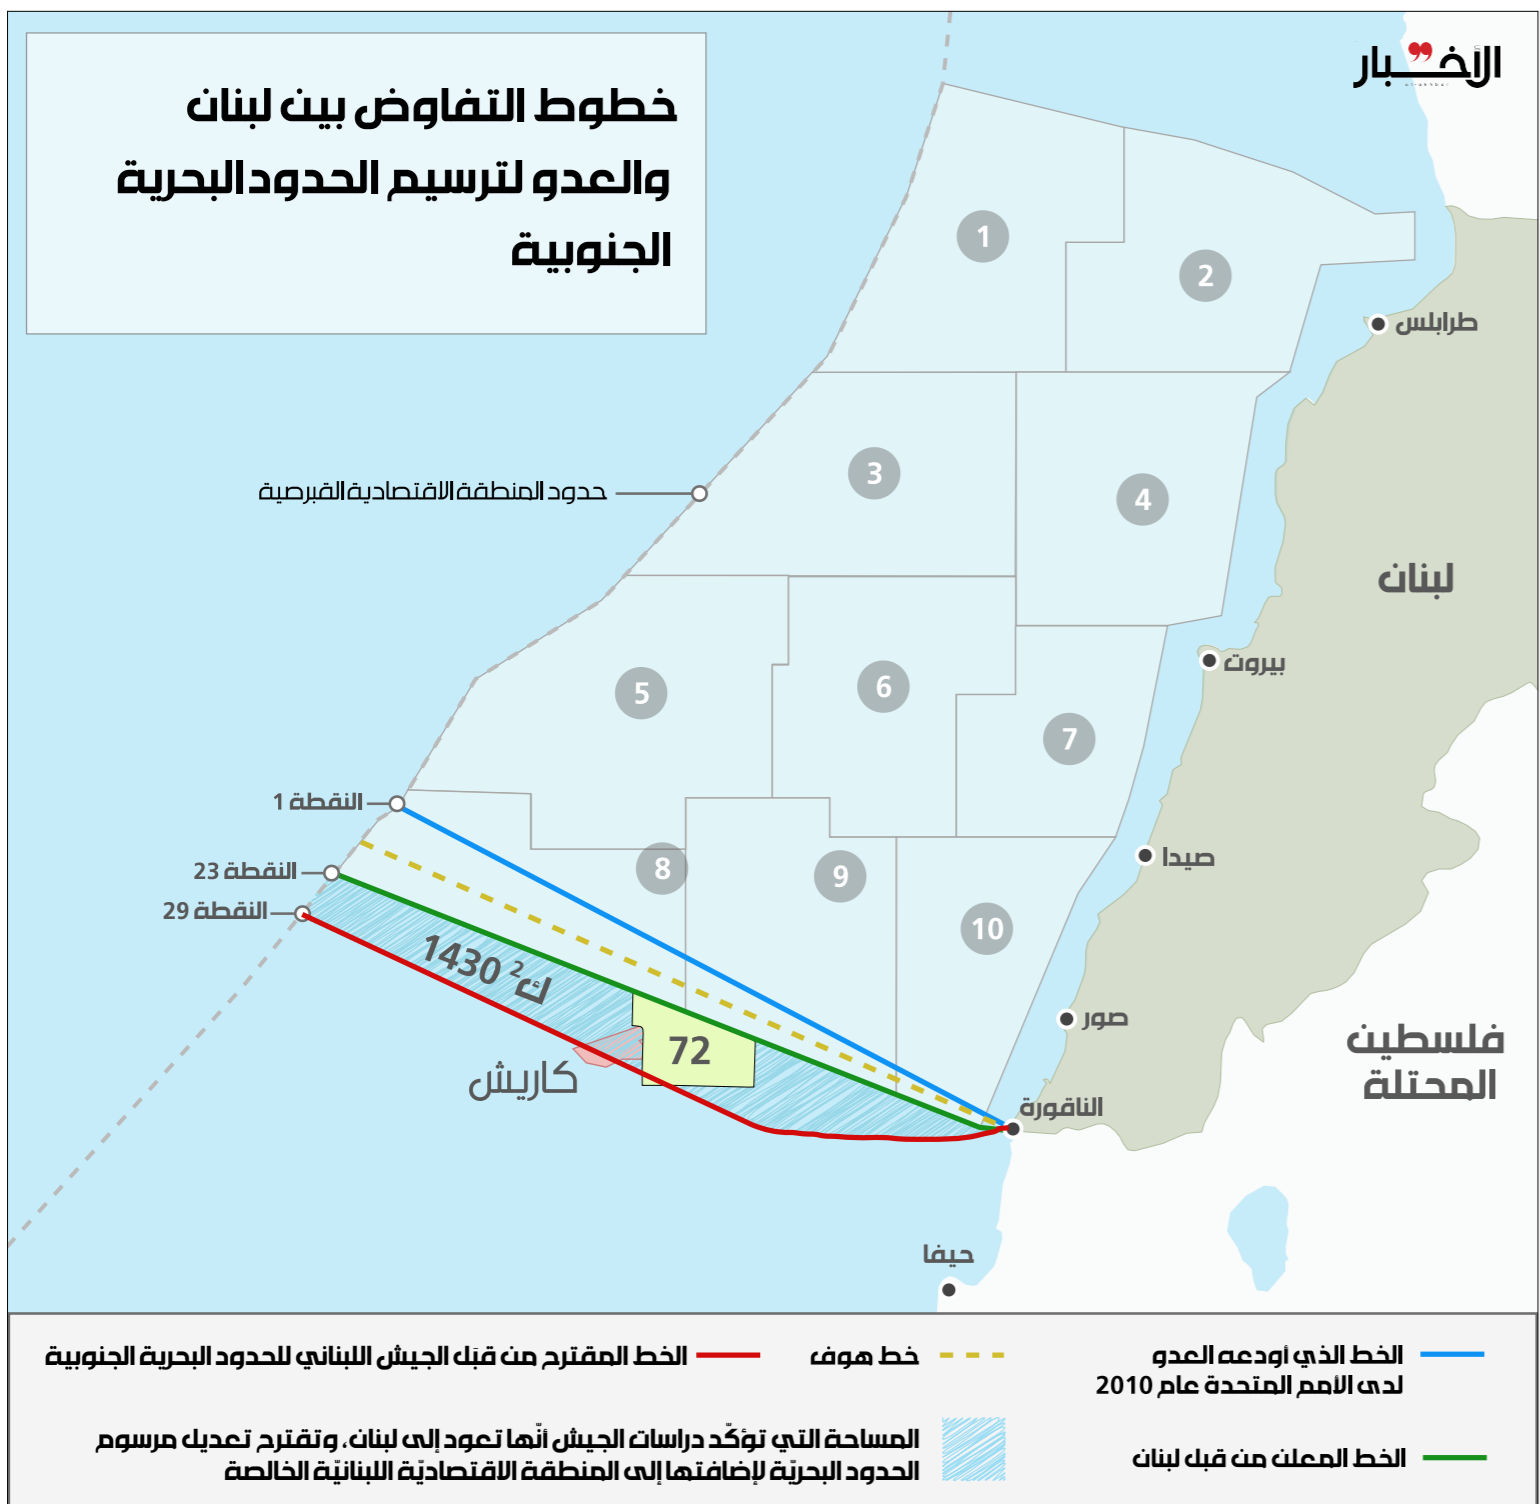 الأخبار
خطوط التفاوض بين لبنان
والعدو لترسيم الحدود البحرية
الجنوبية
1
2
طرابلس
3
4
حدود المنطقة الاقتصادية القبرصية
لبنان
بيروت
5
6
7
النقطة 1
صيدا
8
9
النقطة 23
النقطة 29
10
1430 ك²
صور
72
كاريش
فلسطين
المحتلة
الناقورة
حيفا
الخط الذي أودعه العدو
لدى الأمم المتحدة عام 2010
خط هوف
الخط المقترح من قبل الجيش اللبناني للحدود البحرية الجنوبية
الخط المعلن من قبل لبنان
المساحة التي تؤكّد دراسات الجيش أنّها تعود إلى لبنان، وتقترح تعديل مرسوم
الحدود البحريّة لإضافتها إلى المنطقة الاقتصاديّة اللبنانيّة الخالصة